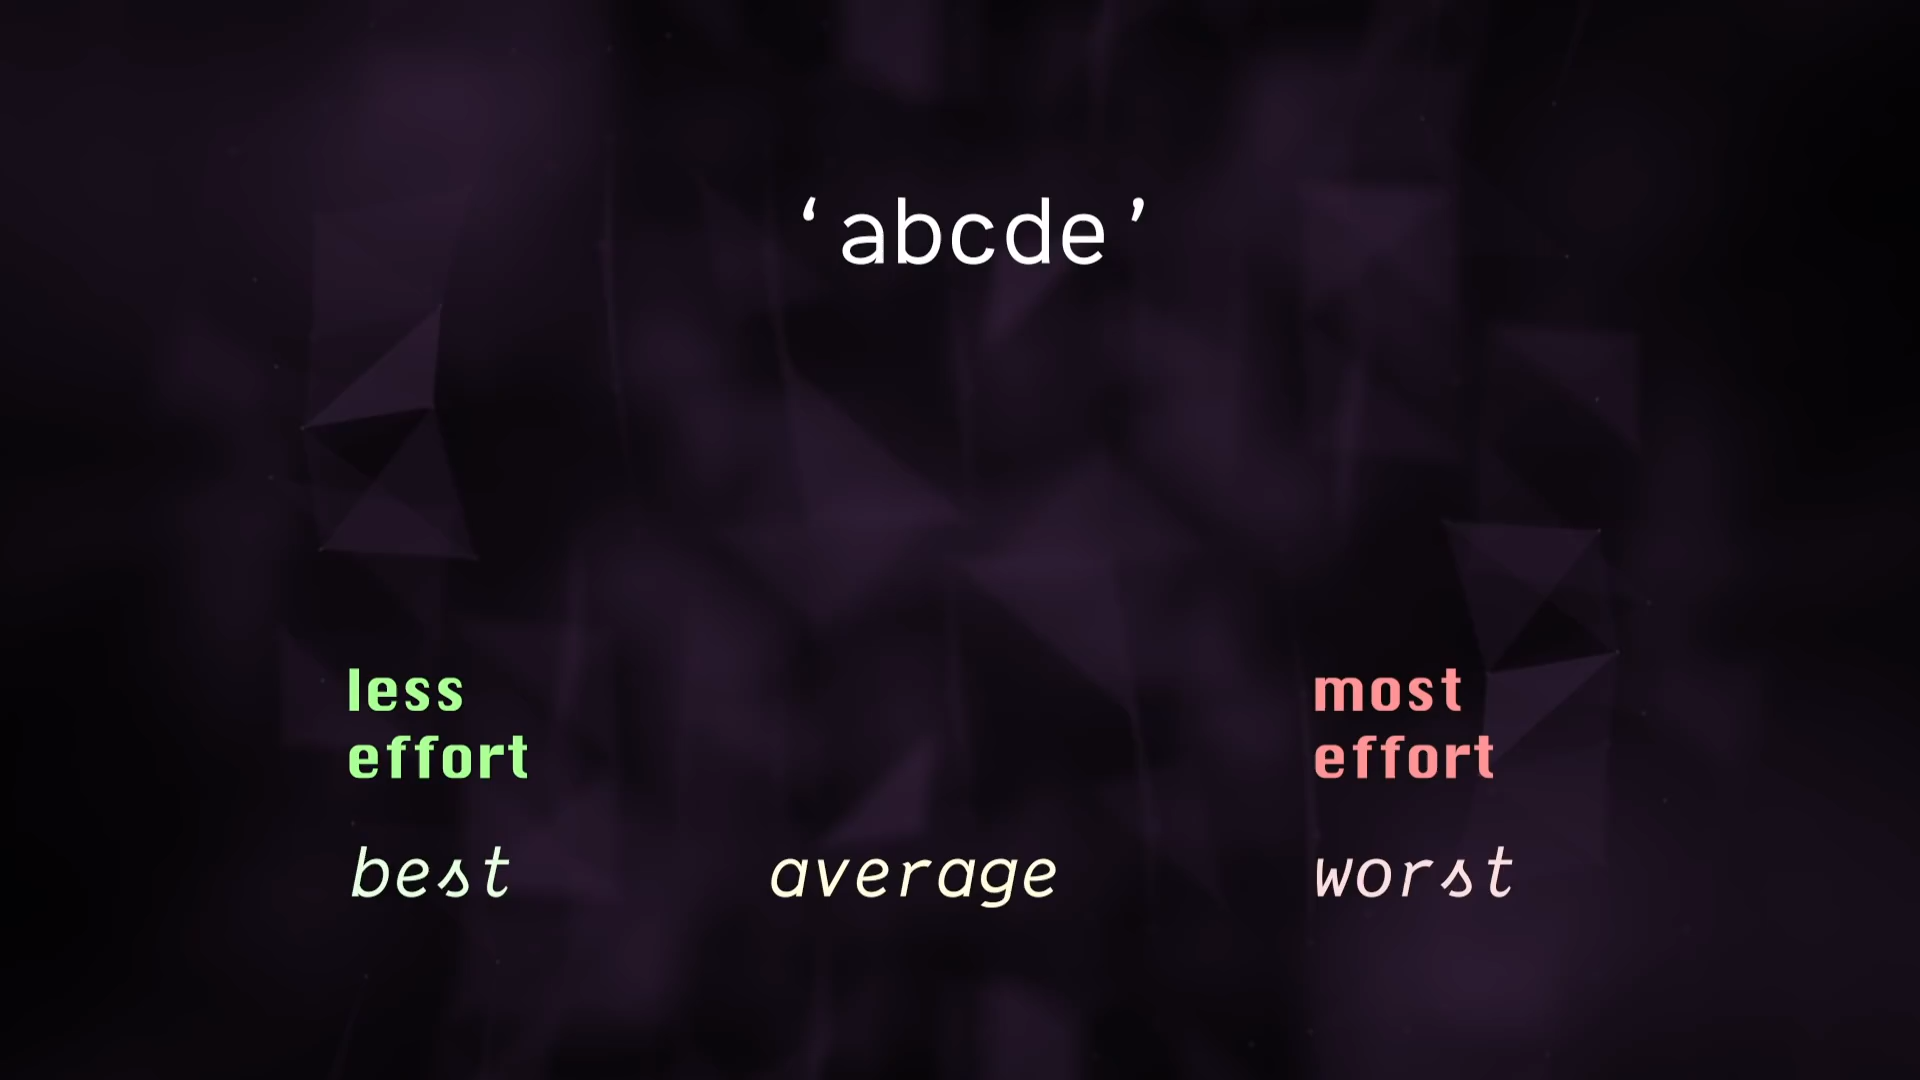 ‘abcde’
less
effort
most
effort
best
average
worst